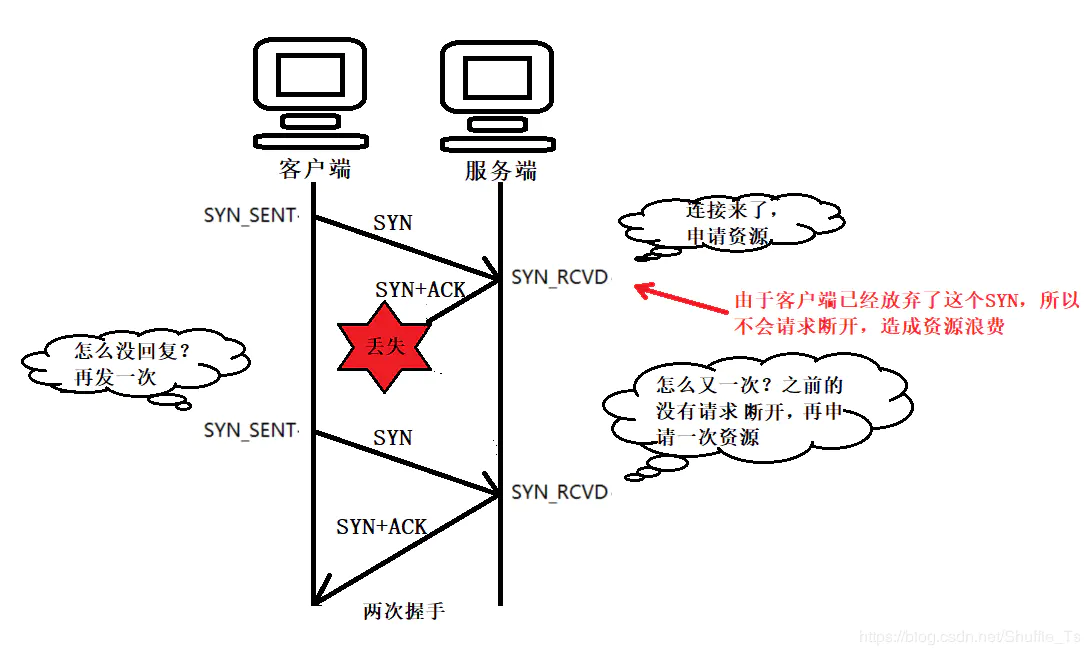 客户端
服务端
SYN_SENT
SYN
连接来了，
申请资源
SYN_RCVD
SYN+ACK
由于客户端已经放弃了这个SYN，所以
不会请求断开，造成资源浪费
丢失
怎么没回复？
再发一次
怎么又一次？之前的
没有请求 断开，再申
请一次资源
SYN_SENT
SYN
SYN_RCVD
SYN+ACK
两次握手
https://blog.csdn.net/Shuffle_Ts